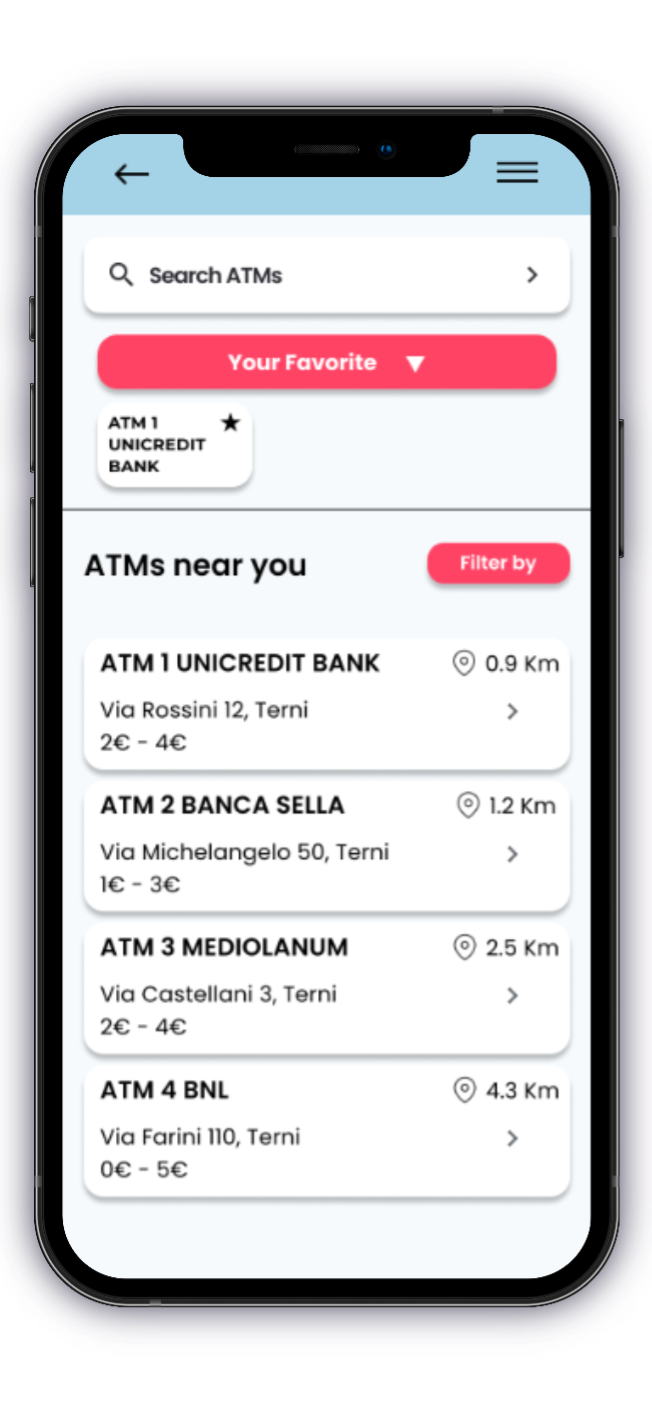 Search ATMs
Your Favorite
ATM 1
UNICREDIT
BANK
ATMs near you
Filter by
ATM 1 UNICREDIT BANK
0.9 Km
Via Rossini 12, Terni
2€ - 4€
ATM 2 BANCA SELLA
1.2 Km
Via Michelangelo 50, Terni
1€ - 3€
ATM 3 MEDIOLANUM
2.5 Km
Via Castellani 3, Terni
2€ - 4€
ATM 4 BNL
4.3 Km
Via Farini 110, Terni
0€ - 5€